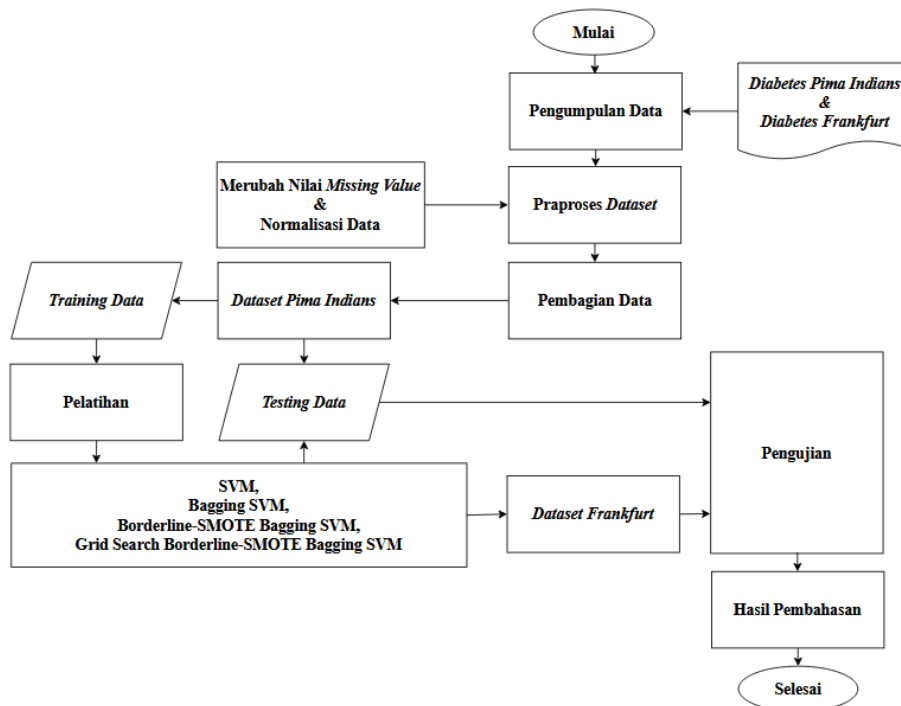 Mulai
Pengumpulan Data
Diabetes Pima Indians
&
Diabetes Frankfurt
Merubah Nilai Missing Value
&
Normalisasi Data
Praproses Dataset
Training Data
Dataset Pima Indians
Pembagian Data
Pelatihan
Testing Data
Pengujian
SVM,
Bagging SVM,
Borderline-SMOTE Bagging SVM,
Grid Search Borderline-SMOTE Bagging SVM
Dataset Frankfurt
Hasil Pembahasan
Selesai